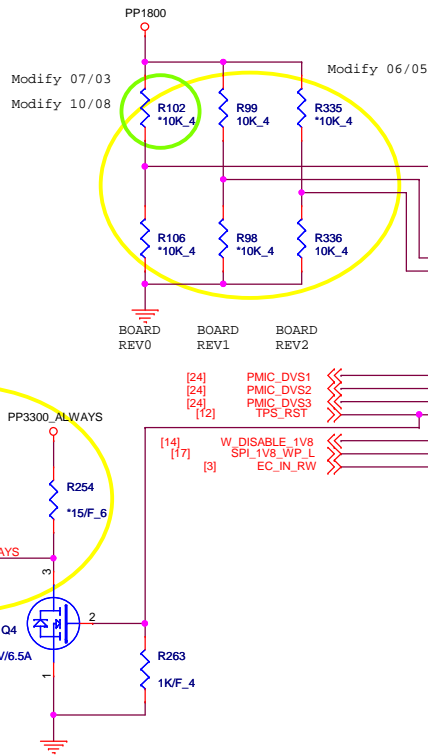 PP1800
Modify 07/03
Modify 06/05
Modify 10/08
R102
*10K_4
R99
10K_4
R335
*10K_4
R106
*10K_4
R98
*10K_4
R336
10K_4
BOARD
REV0
BOARD
REV1
BOARD
REV2
[24] PMIC_DVS1
[24] PMIC_DVS2
[24] PMIC_DVS3
[12] TPS_RST
PP3300_ALWAYS
[14] W_DISABLE_1V8
[17] SPI_1V8_WP_L
[3] EC_IN_RW
R254
*15/F_6
AYS
3
2
Q4
V/6.5A
1
R263
1K/F_4